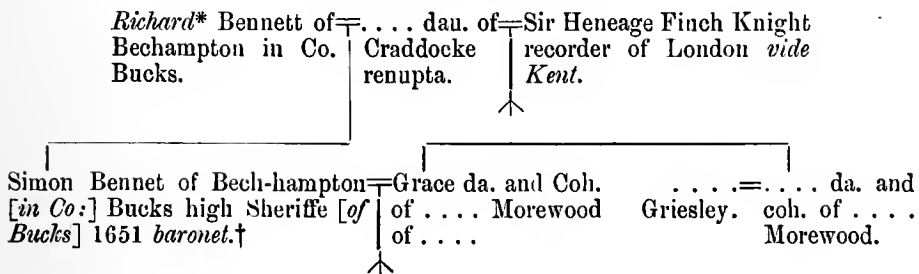 Richard* Bennett of
Bechampton in Co.
Bucks.
. . . . dau. of
Craddocke
renupta.
Sir Heneage Finch Knight
recorder of London vide
Kent.
Simon Bennet of Bech-hampton
[in Co:] Bucks high Sheriffe [of
Bucks] 1651 baronet.†
Grace da. and Coh.
of . . . . Morewood
of . . . .
. . . .
Griesley.
. . . . da. and
coh. of . . . .
Morewood.